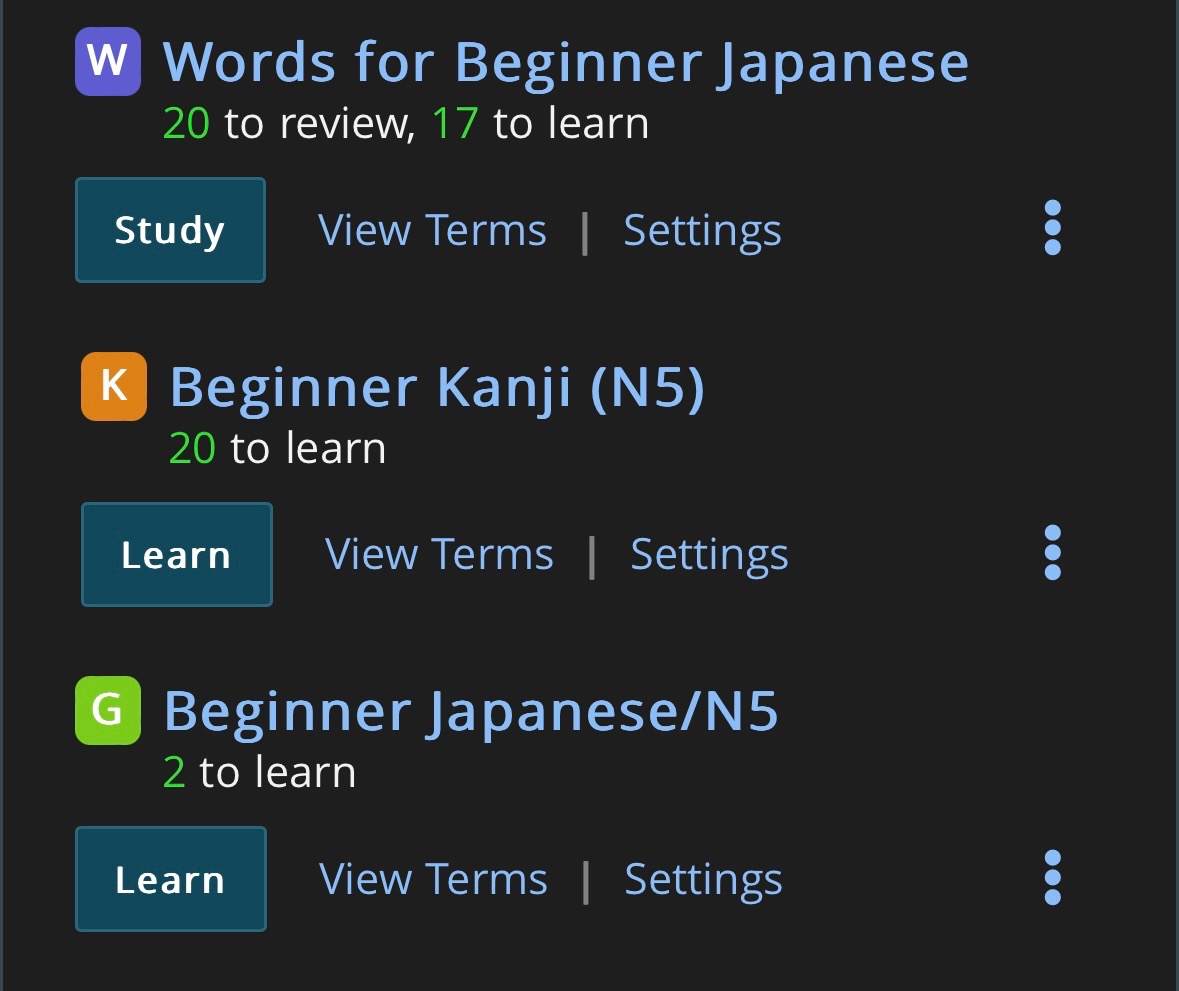 W Words for Beginner Japanese
20 to review, 17 to learn
Study View Terms | Settings
K Beginner Kanji (N5)
20 to learn
Learn View Terms | Settings
G Beginner Japanese/N5
2 to learn
Learn View Terms | Settings